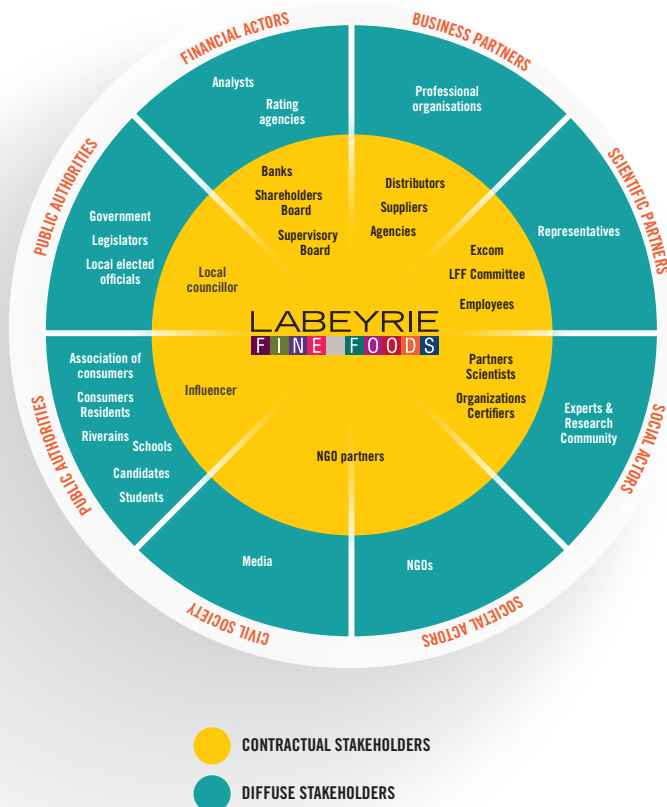 FINANCIAL ACTORS
BUSINESS PARTNERS
PUBLIC AUTHORITIES
SCIENTIFIC PARTNERS
Analysts
Rating
agencies
Professional
organisations
Government
Legislators
Local elected
officials
Representatives
Banks
Shareholders
Board
Supervisory
Board
Distributors
Suppliers
Agencies
Local
councillor
Excom
LFF Committee
Employees
LABEYRIE
FINE FOODS
Influencer
Partners
Scientists
Organizations
Certifiers
NGO partners
Association of
consumers
Consumers
Residents
Riverains
Schools
Candidates
Students
Experts &
Research
Community
Media
NGOs
PUBLIC AUTHORITIES
SOCIAL ACTORS
CIVIL SOCIETY
SOCIETAL ACTORS
CONTRACTUAL STAKEHOLDERS
DIFFUSE STAKEHOLDERS